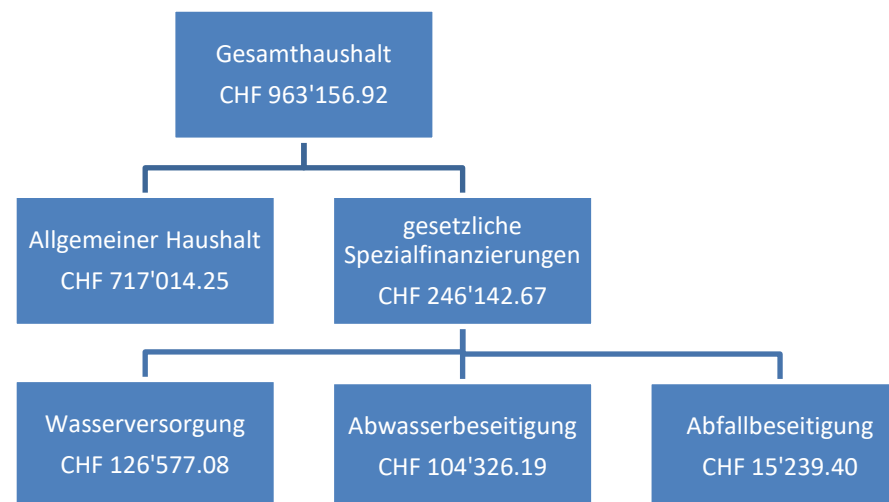 Gesamthaushalt
CHF 963'156.92
Allgemeiner Haushalt
CHF 717'014.25
gesetzliche
Spezialfinanzierungen
CHF 246'142.67
Wasserversorgung
CHF 126'577.08
Abwasserbeseitigung
CHF 104'326.19
Abfallbeseitigung
CHF 15'239.40